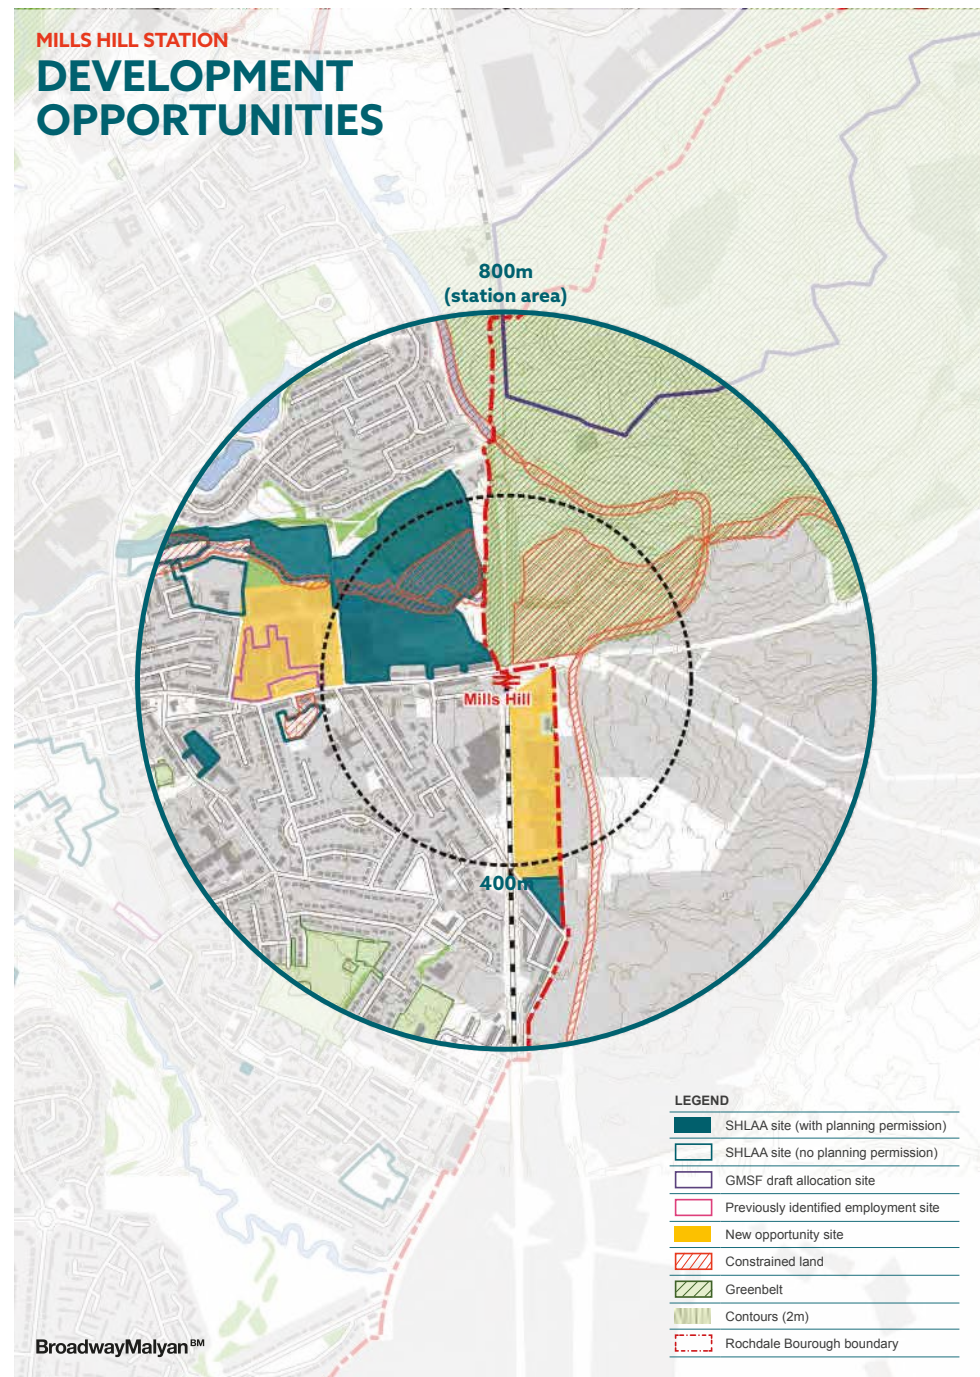 MILLS HILL STATION
DEVELOPMENT
OPPORTUNITIES
800m
(station area)
Mills Hill
400m
LEGEND
SHLAA site (with planning permission)
SHLAA site (no planning permission)
GMSF draft allocation site
Previously identified employment site
New opportunity site
Constrained land
Greenbelt
Contours (2m)
Rochdale Bourough boundary
BroadwayMalyan BM